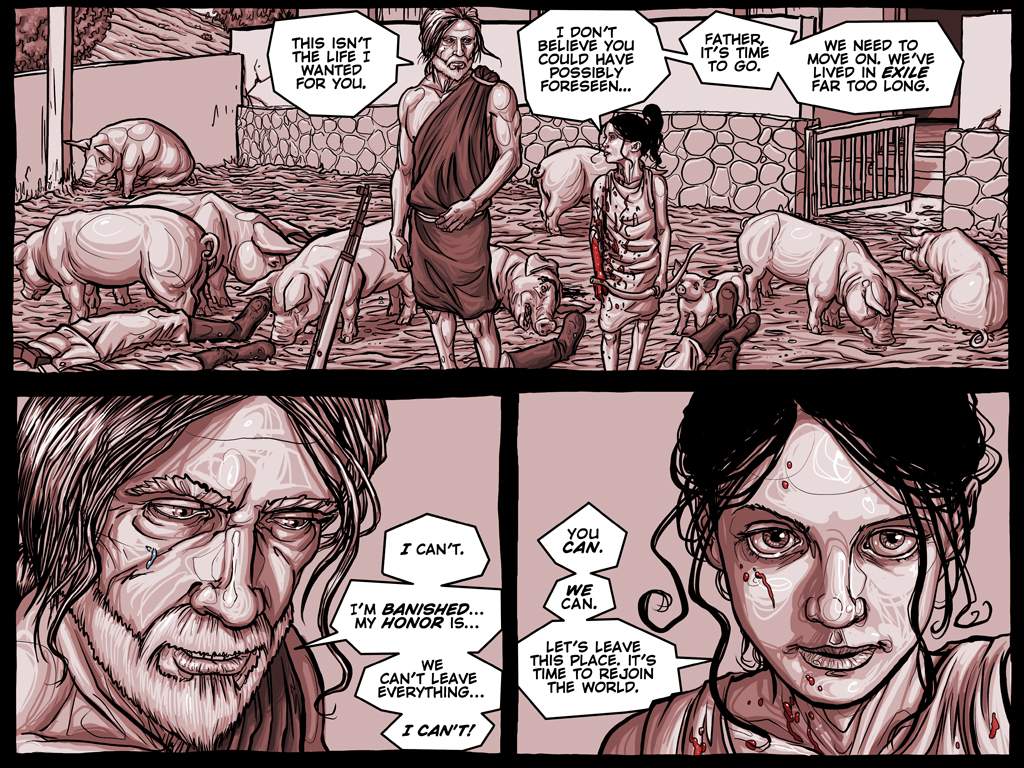 THIS ISN'T
THE LIFE I
WANTED
FOR YOU.
I DON'T
BELIEVE YOU
COULD HAVE
POSSIBLY
FORESEEN...
FATHER,
IT'S TIME
TO GO.
WE NEED TO
MOVE ON. WE'VE
LIVED IN EXILE
FAR TOO LONG.
I CAN'T.
I'M BANISHED...
MY HONOR IS...
WE
CAN'T LEAVE
EVERYTHING...
I CAN'T!
YOU
CAN.
WE
CAN.
LET'S LEAVE
THIS PLACE. IT'S
TIME TO REJOIN
THE WORLD.